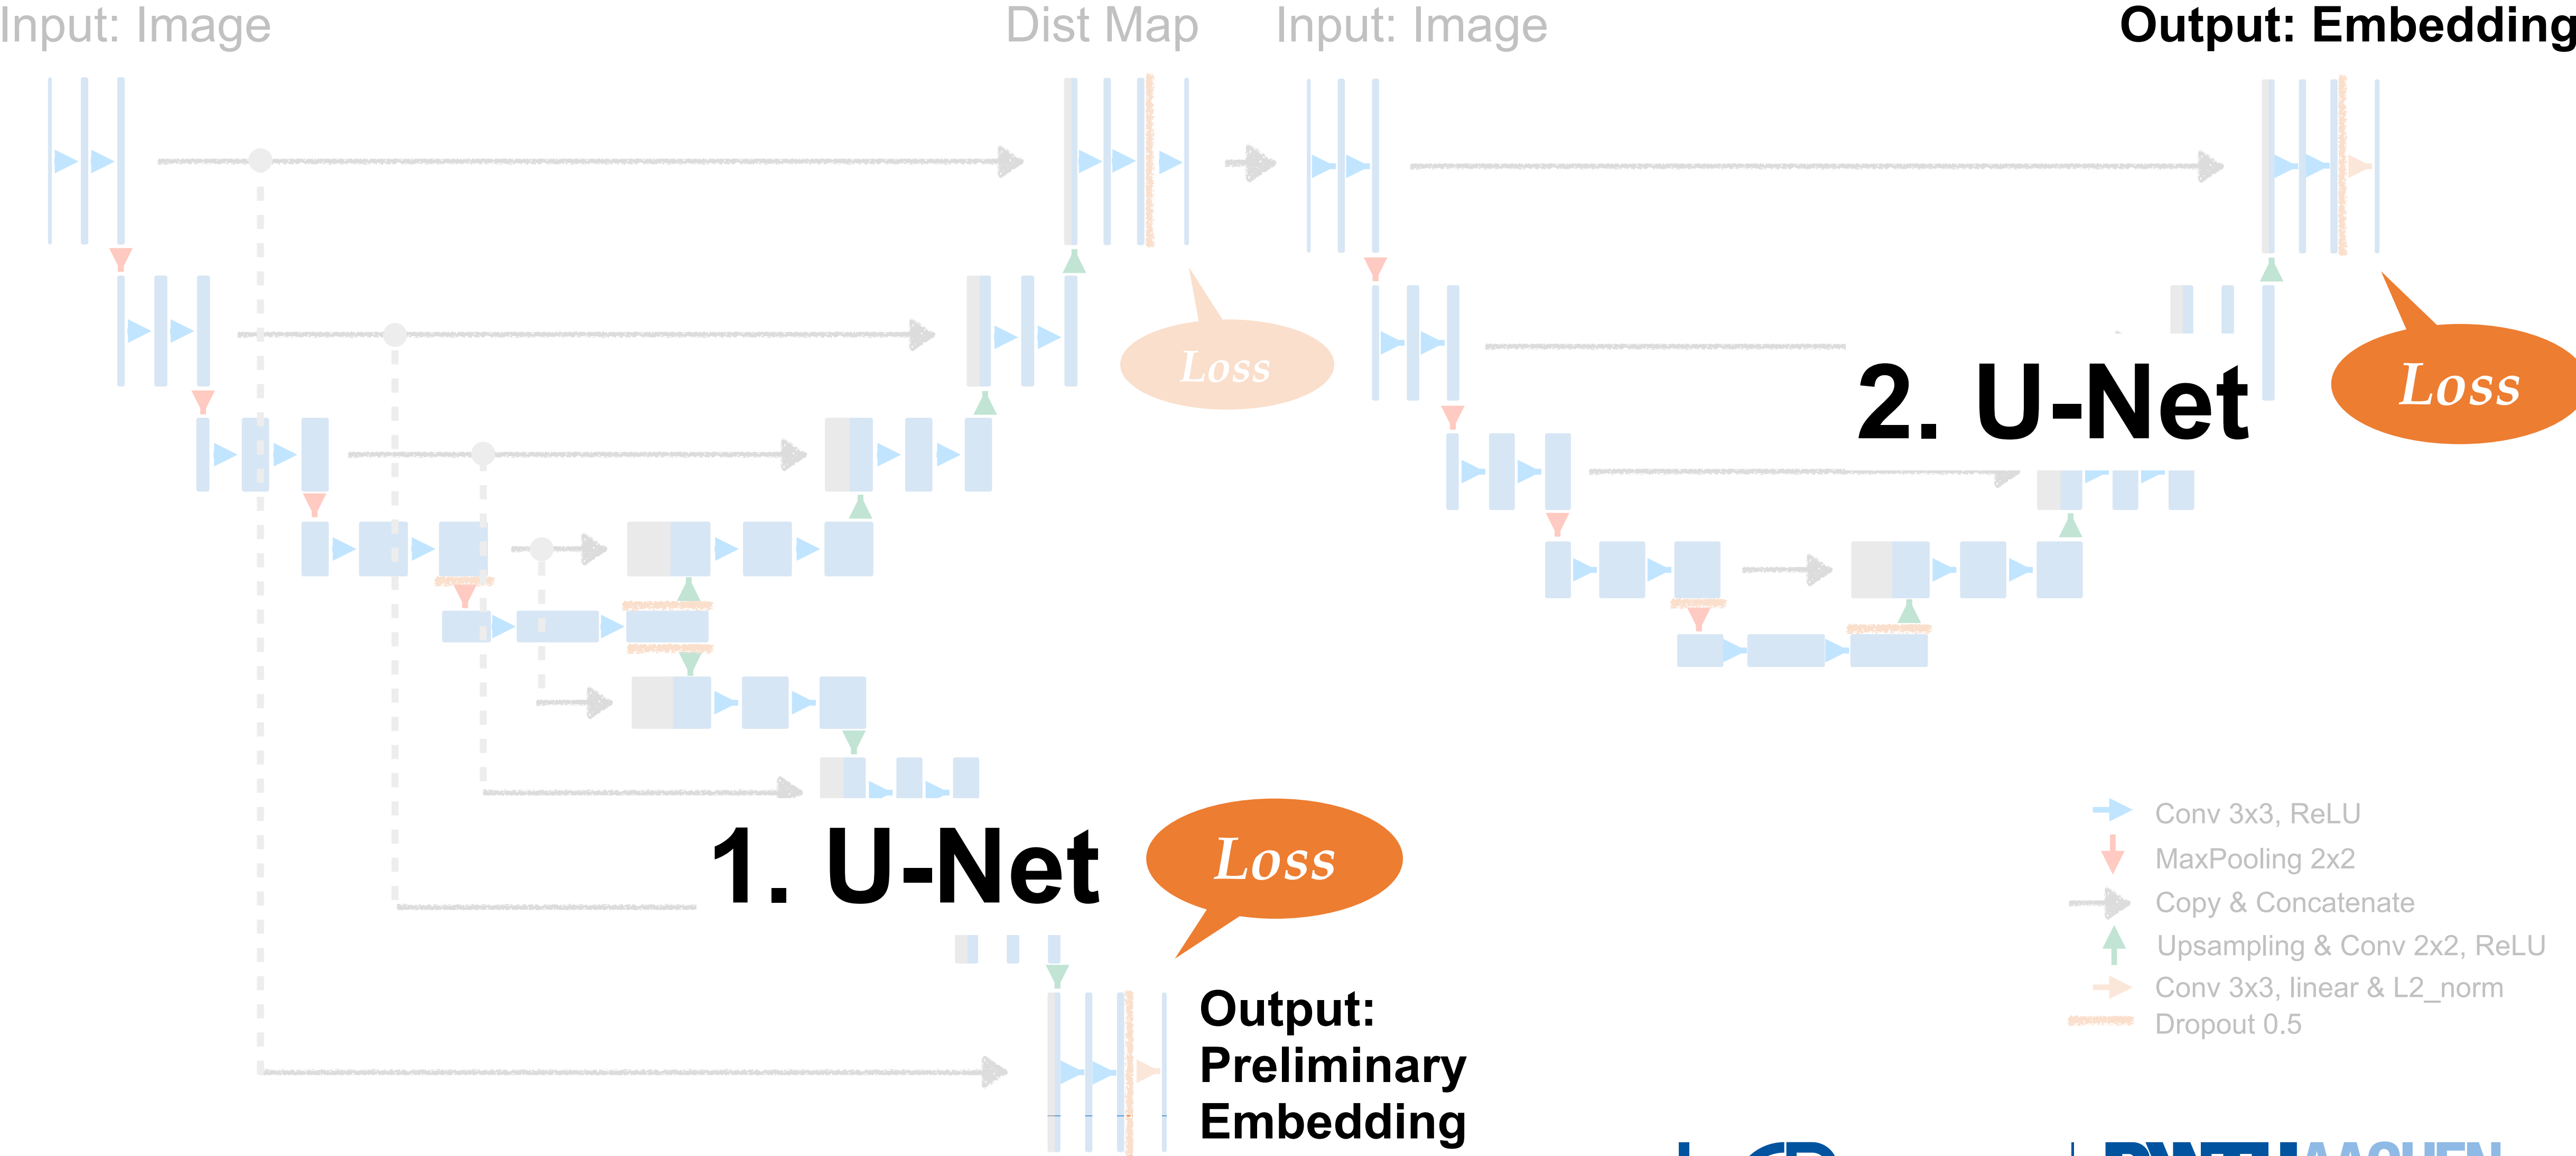 Input: Image
Dist Map
Input: Image
Output: Embedding
Loss
Loss
2. U-Net
1. U-Net
Loss
Output:
Preliminary
Embedding
Conv 3x3, ReLU
MaxPooling 2x2
Copy & Concatenate
Upsampling & Conv 2x2, ReLU
Conv 3x3, linear & L2_norm
Dropout 0.5